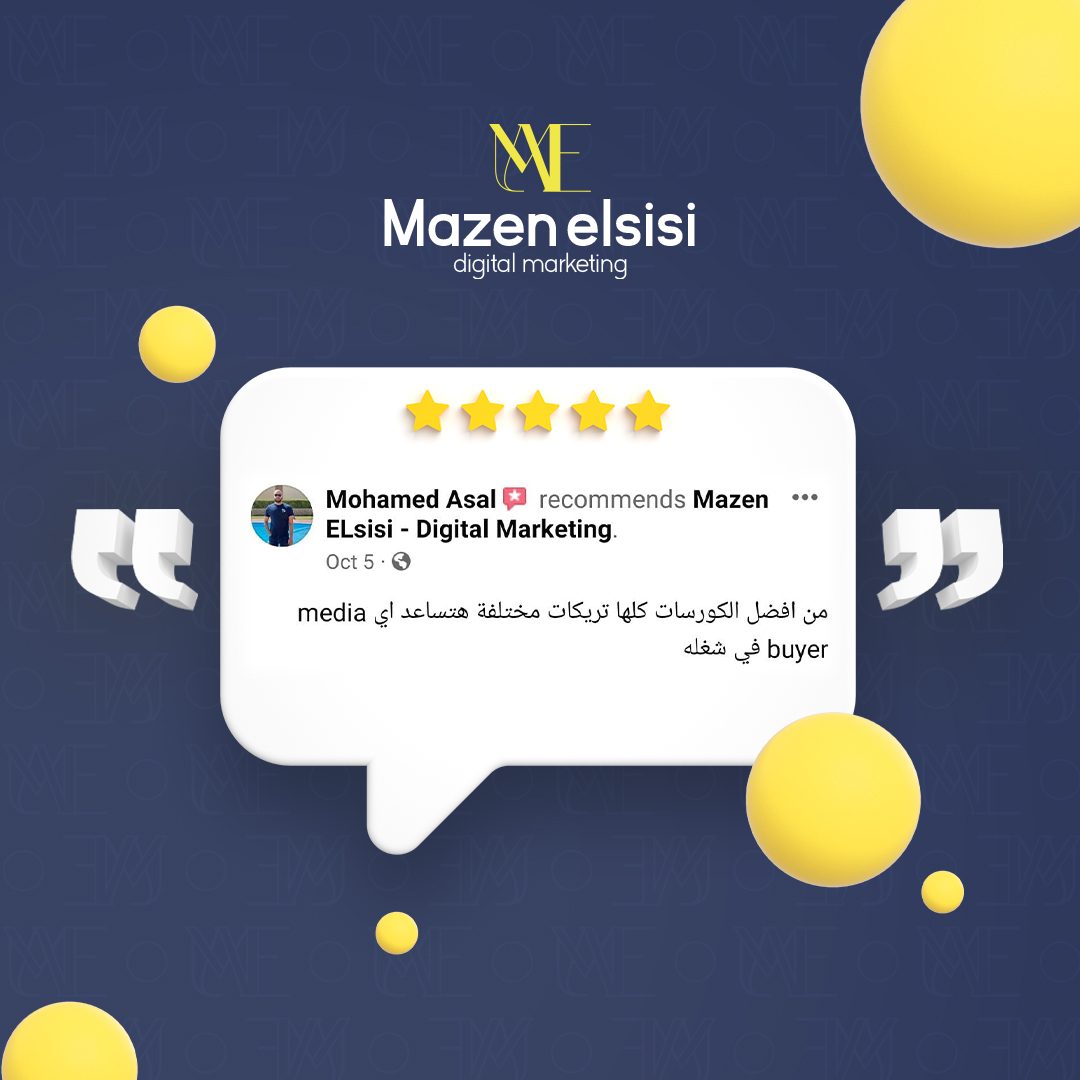 ME
Mazen elsisi
digital marketing
Mohamed Asal recommends Mazen
ELsisi - Digital Marketing.
Oct 5 ·
من افضل الكورسات كلها تريكات مختلفة هتساعد اي media
buyer في شغله